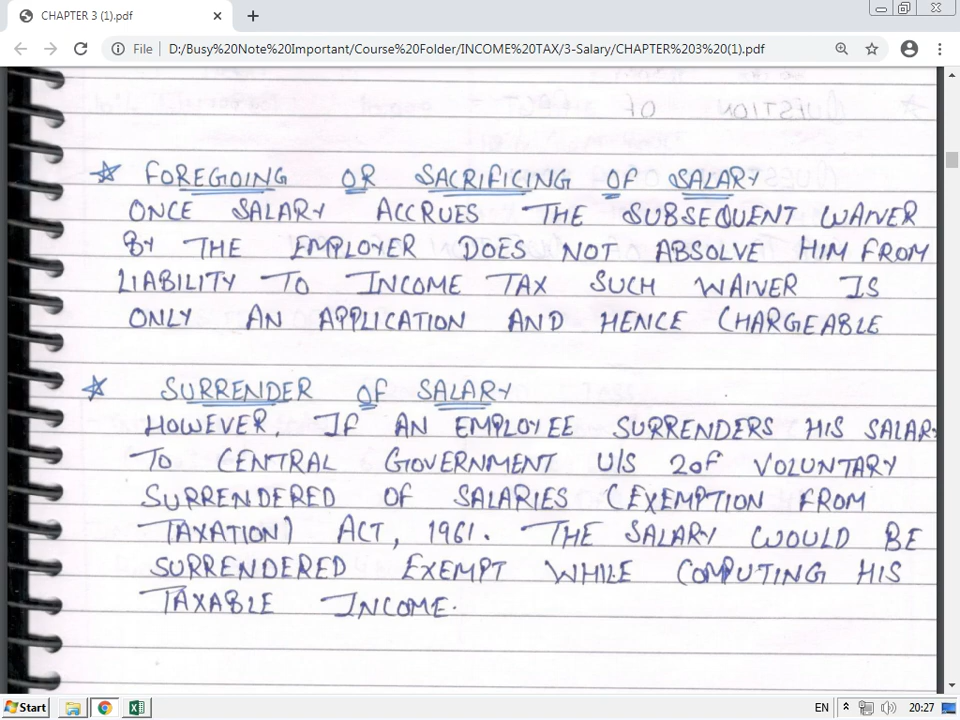 CHAPTER 3 (1).pdf
File D:/Busy%20Note%20Important/Course%20Folder/INCOME%20TAX/3-Salary/CHAPTER%203%20(1).pdf
QUESTION OF
FOREGOING OR SACRIFICING OF SALARY
ONCE SALARY ACCRUES THE SUBSEQUENT WAIVER
BY THE EMPLOYER DOES NOT ABSOLVE HIM FROM
LIABILITY TO INCOME TAX SUCH WAIVER IS
ONLY AN APPLICATION AND HENCE CHARGEABLE
SURRENDER OF SALARY
HOWEVER, IF AN EMPLOYEE SURRENDERS HIS SALARY
TO CENTRAL GOVERNMENT U/S 2 OF VOLUNTARY
SURRENDERED OF SALARIES (EXEMPTION FROM
TAXATION) ACT, 1961. THE SALARY WOULD BE
SURRENDERED EXEMPT WHILE COMPUTING HIS
TAXABLE INCOME.
Start EN 20:27